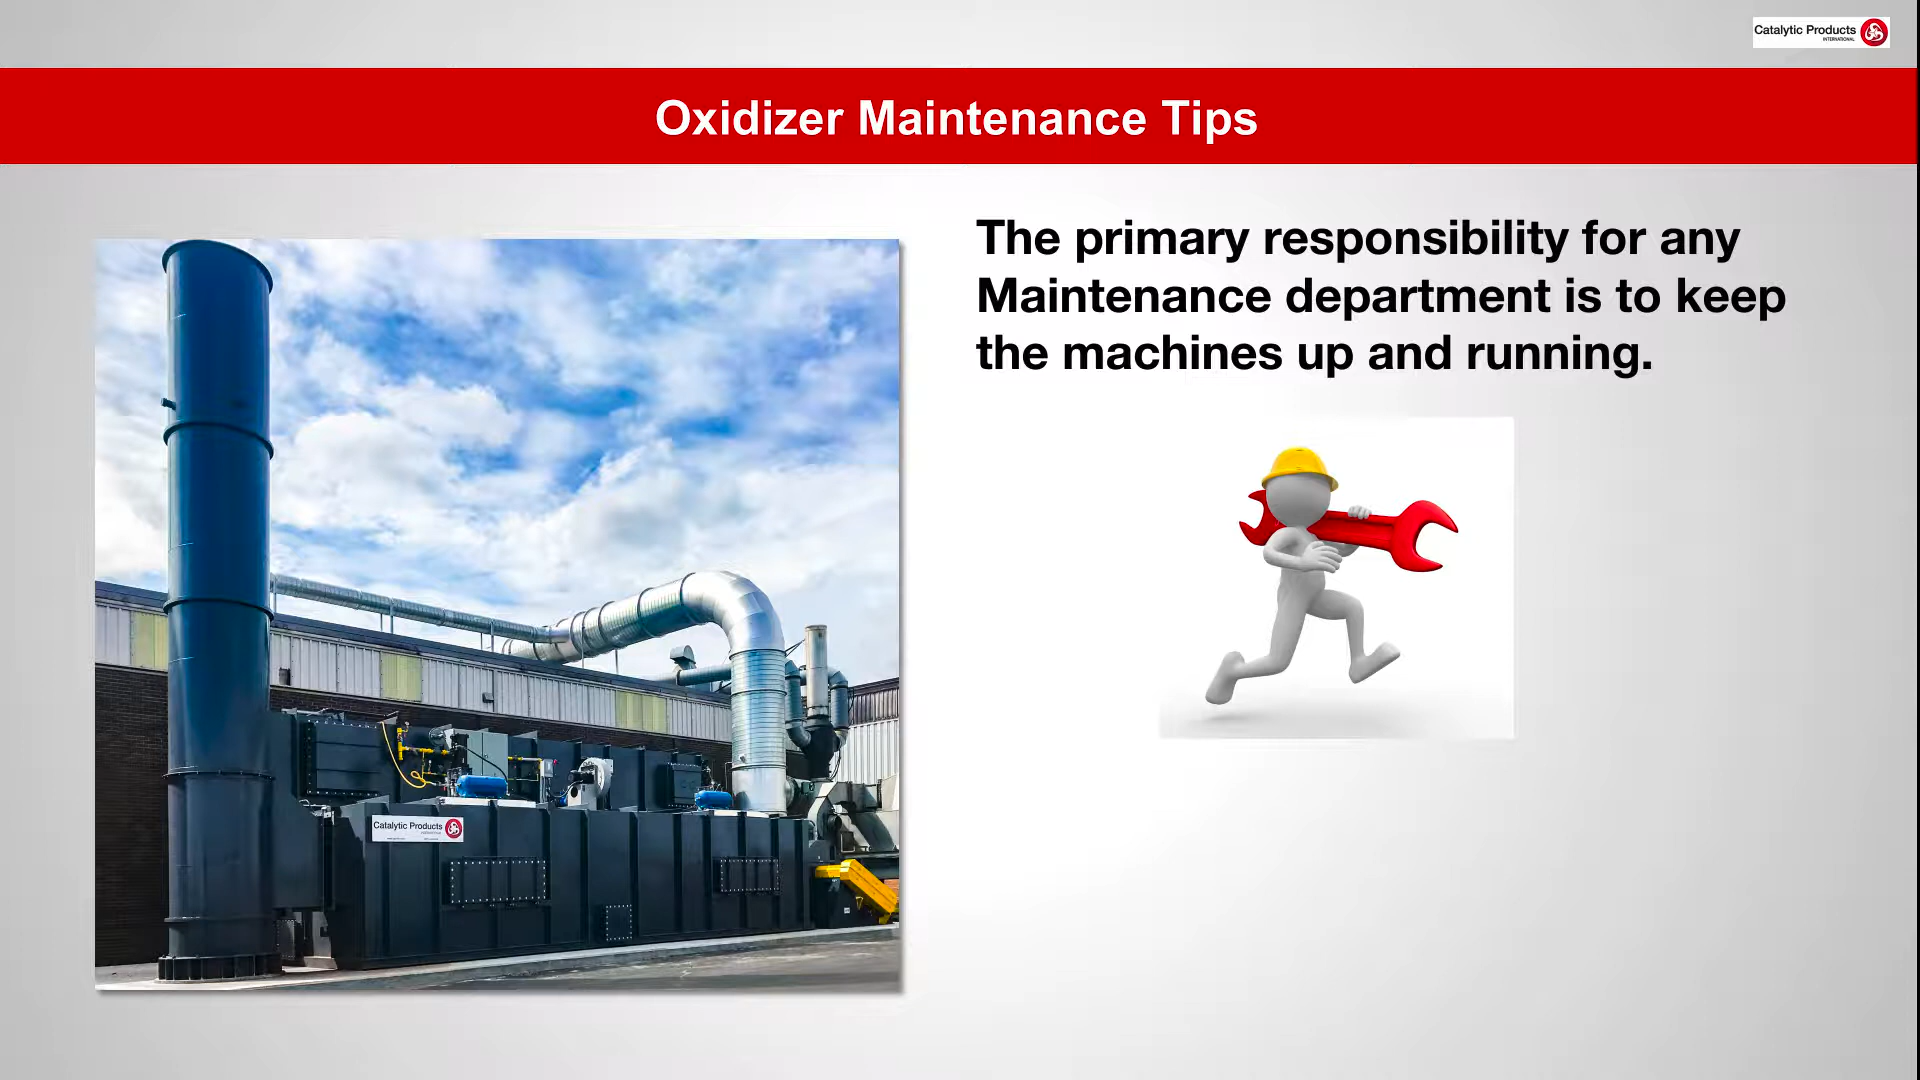 Catalytic Products
INTERNATIONAL
Oxidizer Maintenance Tips
The primary responsibility for any
Maintenance department is to keep
the machines up and running.
Catalytic Products